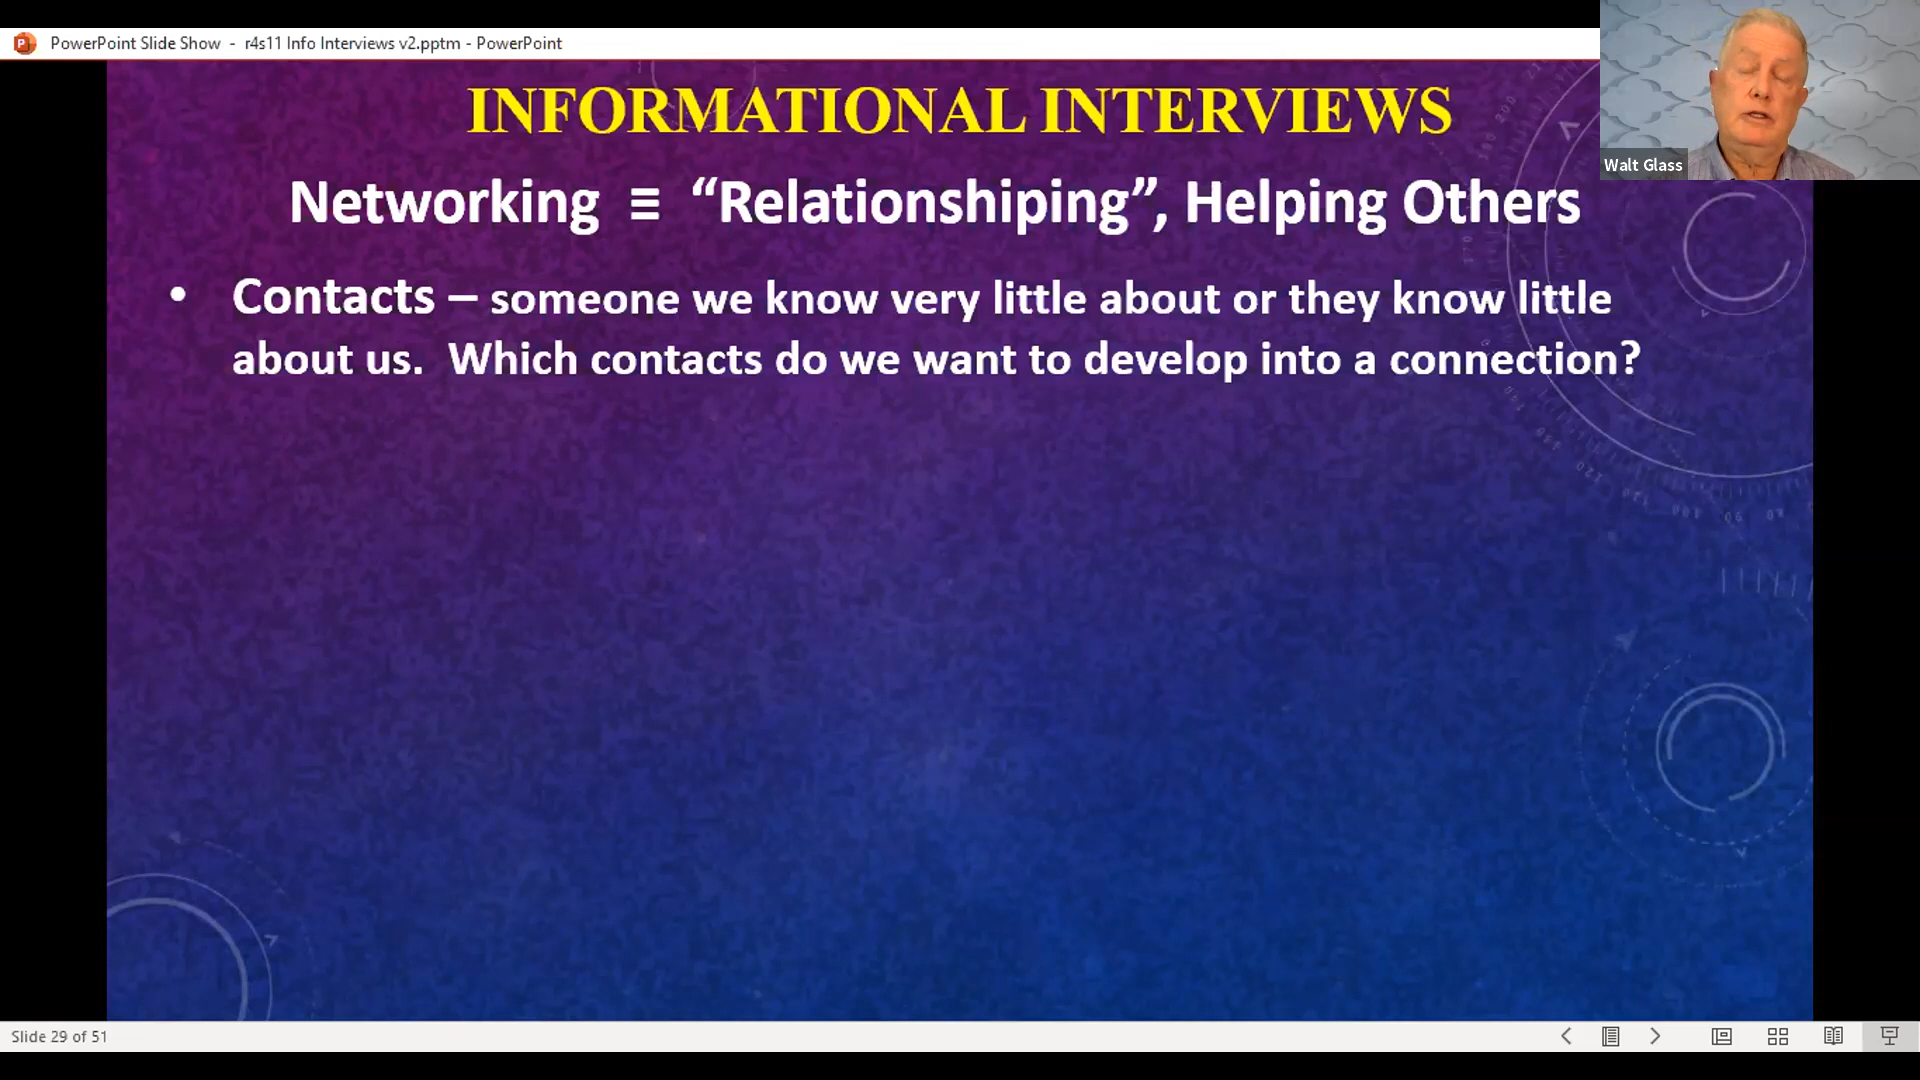 PowerPoint Slide Show - r4s11 Info Interviews v2.pptm - PowerPoint
INFORMATIONAL INTERVIEWS
Walt Glass
Networking ≡ “Relationshiping”, Helping Others
• Contacts – someone we know very little about or they know little
about us. Which contacts do we want to develop into a connection?
Slide 29 of 51